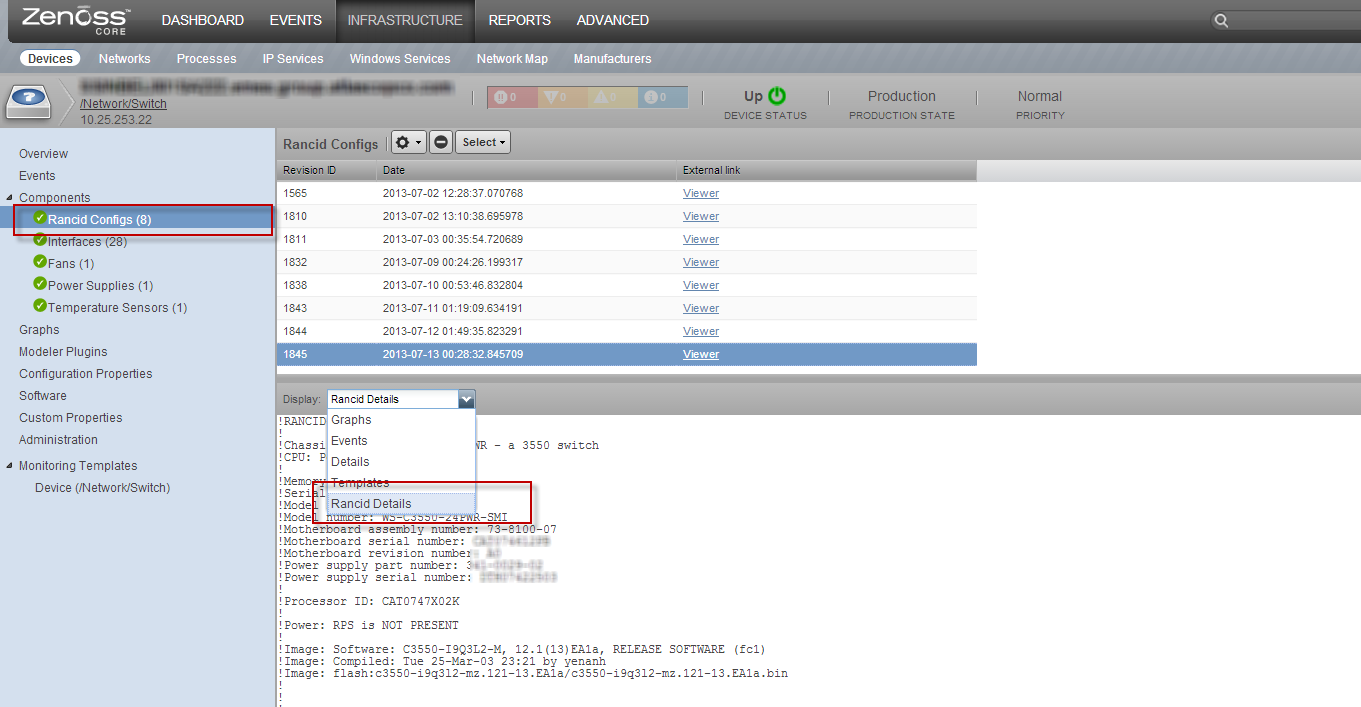 Zenoss™ CORE
DASHBOARD EVENTS INFRASTRUCTURE REPORTS ADVANCED
Devices Networks Processes IP Services Windows Services Network Map Manufacturers
/Network/Switch
10.25.253.22
0 0 0 0
Up
DEVICE STATUS
Production
PRODUCTION STATE
Normal
PRIORITY
Overview
Events
Components
Rancid Configs (8)
Interfaces (28)
Fans (1)
Power Supplies (1)
Temperature Sensors (1)
Graphs
Modeler Plugins
Configuration Properties
Software
Custom Properties
Administration
Monitoring Templates
Device (/Network/Switch)
Rancid Configs Select
Revision ID Date External link
1565 2013-07-02 12:28:37.070768 Viewer
1810 2013-07-02 13:10:38.695978 Viewer
1811 2013-07-03 00:35:54.720689 Viewer
1832 2013-07-09 00:24:26.199317 Viewer
1838 2013-07-10 00:53:46.832804 Viewer
1843 2013-07-11 01:19:09.634191 Viewer
1844 2013-07-12 01:49:35.823291 Viewer
1845 2013-07-13 00:28:32.845709 Viewer
Display: Rancid Details
Graphs
Events
Details
Templates
Rancid Details
!RANCID
!
!Chassi WR - a 3550 switch
!CPU: P
!
!Memory
!Serial
!Model
!Model number: WS-C3550-24PWR-SMI
!Motherboard assembly number: 73-8100-07
!Motherboard serial number:
!Motherboard revision number:
!Power supply part number:
!Power supply serial number:
!
!Processor ID: CAT0747X02K
!
!Power: RPS is NOT PRESENT
!
!Image: Software: C3550-I9Q3L2-M, 12.1(13)EA1a, RELEASE SOFTWARE (fc1)
!Image: Compiled: Tue 25-Mar-03 23:21 by yenanh
!Image: flash:c3550-i9q3l2-mz.121-13.EA1a/c3550-i9q3l2-mz.121-13.EA1a.bin
!
!